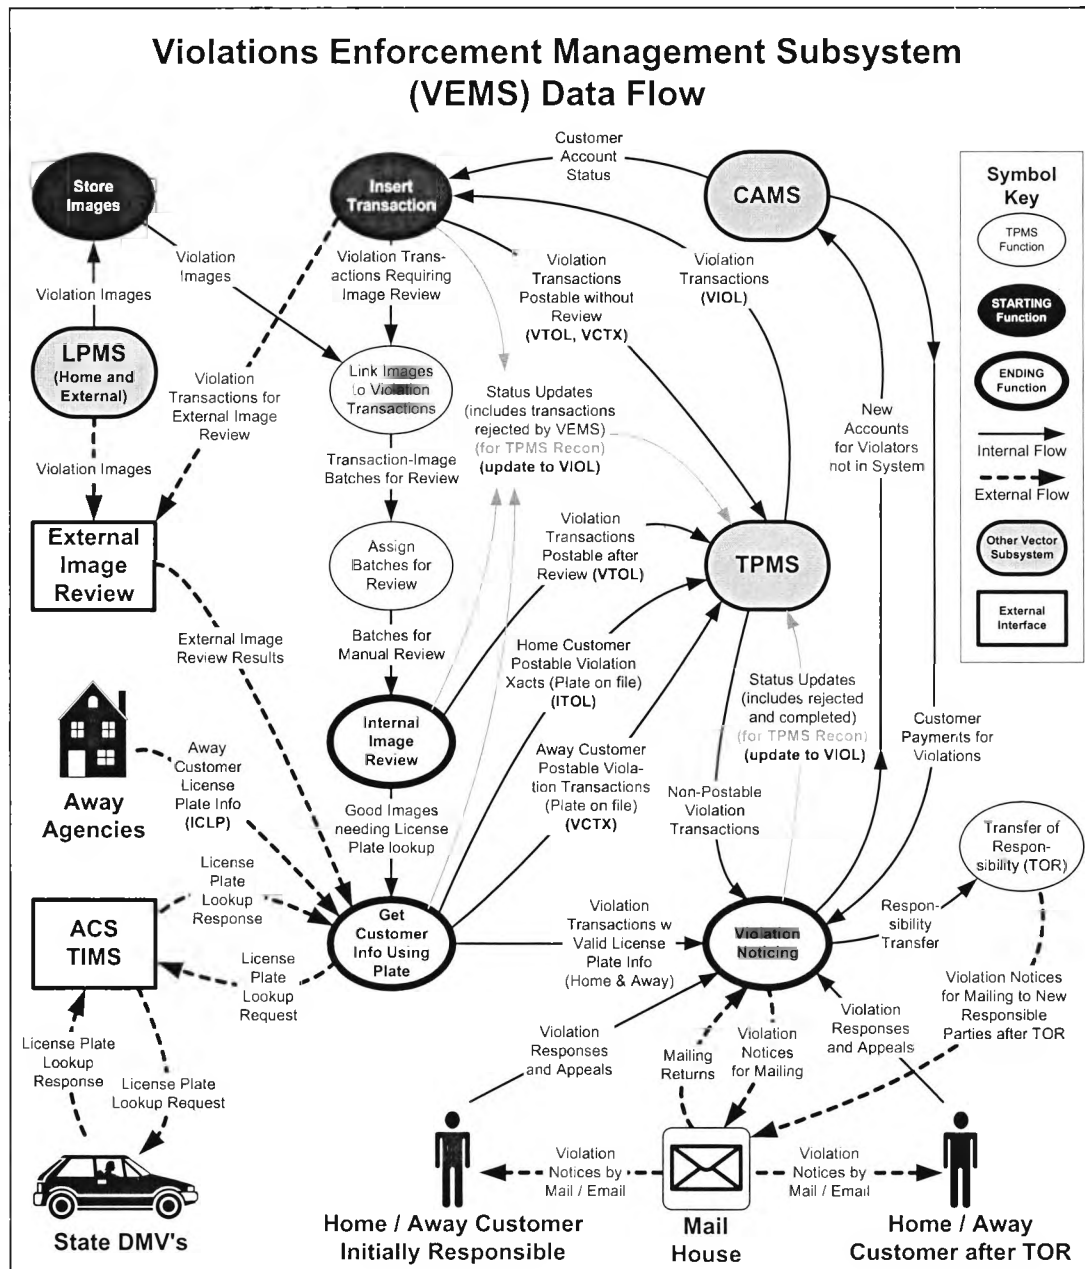 Violations Enforcement Management Subsystem
(VEMS) Data Flow
Store
Images
Insert
Transaction
Customer
Account
Status
CAMS
Symbol
Key
TPMS
Function
STARTING
Function
ENDING
Function
Internal Flow
External Flow
Other Vector
Subsystem
External
Interface
Violation
Images
Violation Images
LPMS
(Home and
External)
Violation Images
Violation
Transactions for
External Image
Review
Violation Trans-
actions Requiring
Image Review
Violation
Transactions
Postable without
Review
(VTOL, VCTX)
Violation
Transactions
(VIOL)
Link Images
to Violation
Transactions
Status Updates
(includes transactions
rejected by VEMS)
(for TPMS Recon)
(update to VIOL)
New
Accounts
for Violators
not in System
Transaction-Image
Batches for Review
External
Image
Review
Assign
Batches for
Review
Violation
Transactions
Postable after
Review (VTOL)
TPMS
External Image
Review Results
Batches for
Manual Review
Home Customer
Postable Violation
Xacts (Plate on file)
(ITOL)
Status Updates
(includes rejected
and completed)
(for TPMS Recon)
(update to VIOL)
Internal
Image
Review
Away
Agencies
Away
Customer
License
Plate Info
(ICLP)
Away Customer
Postable Viola-
tion Transactions
(Plate on file)
(VCTX)
Customer
Payments for
Violations
Good Images
needing License
Plate lookup
Non-Postable
Violation
Transactions
Transfer of
Respon-
sibility (TOR)
License
Plate
Lookup
Response
ACS
TIMS
Get
Customer
Info Using
Plate
Violation
Transactions w
Valid License
Plate Info
(Home & Away)
Violation
Noticing
Respon-
sibility
Transfer
License
Plate
Lookup
Request
Violation Notices
for Mailing to New
Responsible
Parties after TOR
License Plate
Lookup
Response
License Plate
Lookup Request
Violation
Responses
and Appeals
Mailing
Returns
Violation
Notices
for Mailing
Violation
Responses
and Appeals
Violation
Notices by
Mail / Email
Violation
Notices by
Mail / Email
State DMV's
Home / Away Customer
Initially Responsible
Mail
House
Home / Away
Customer after TOR